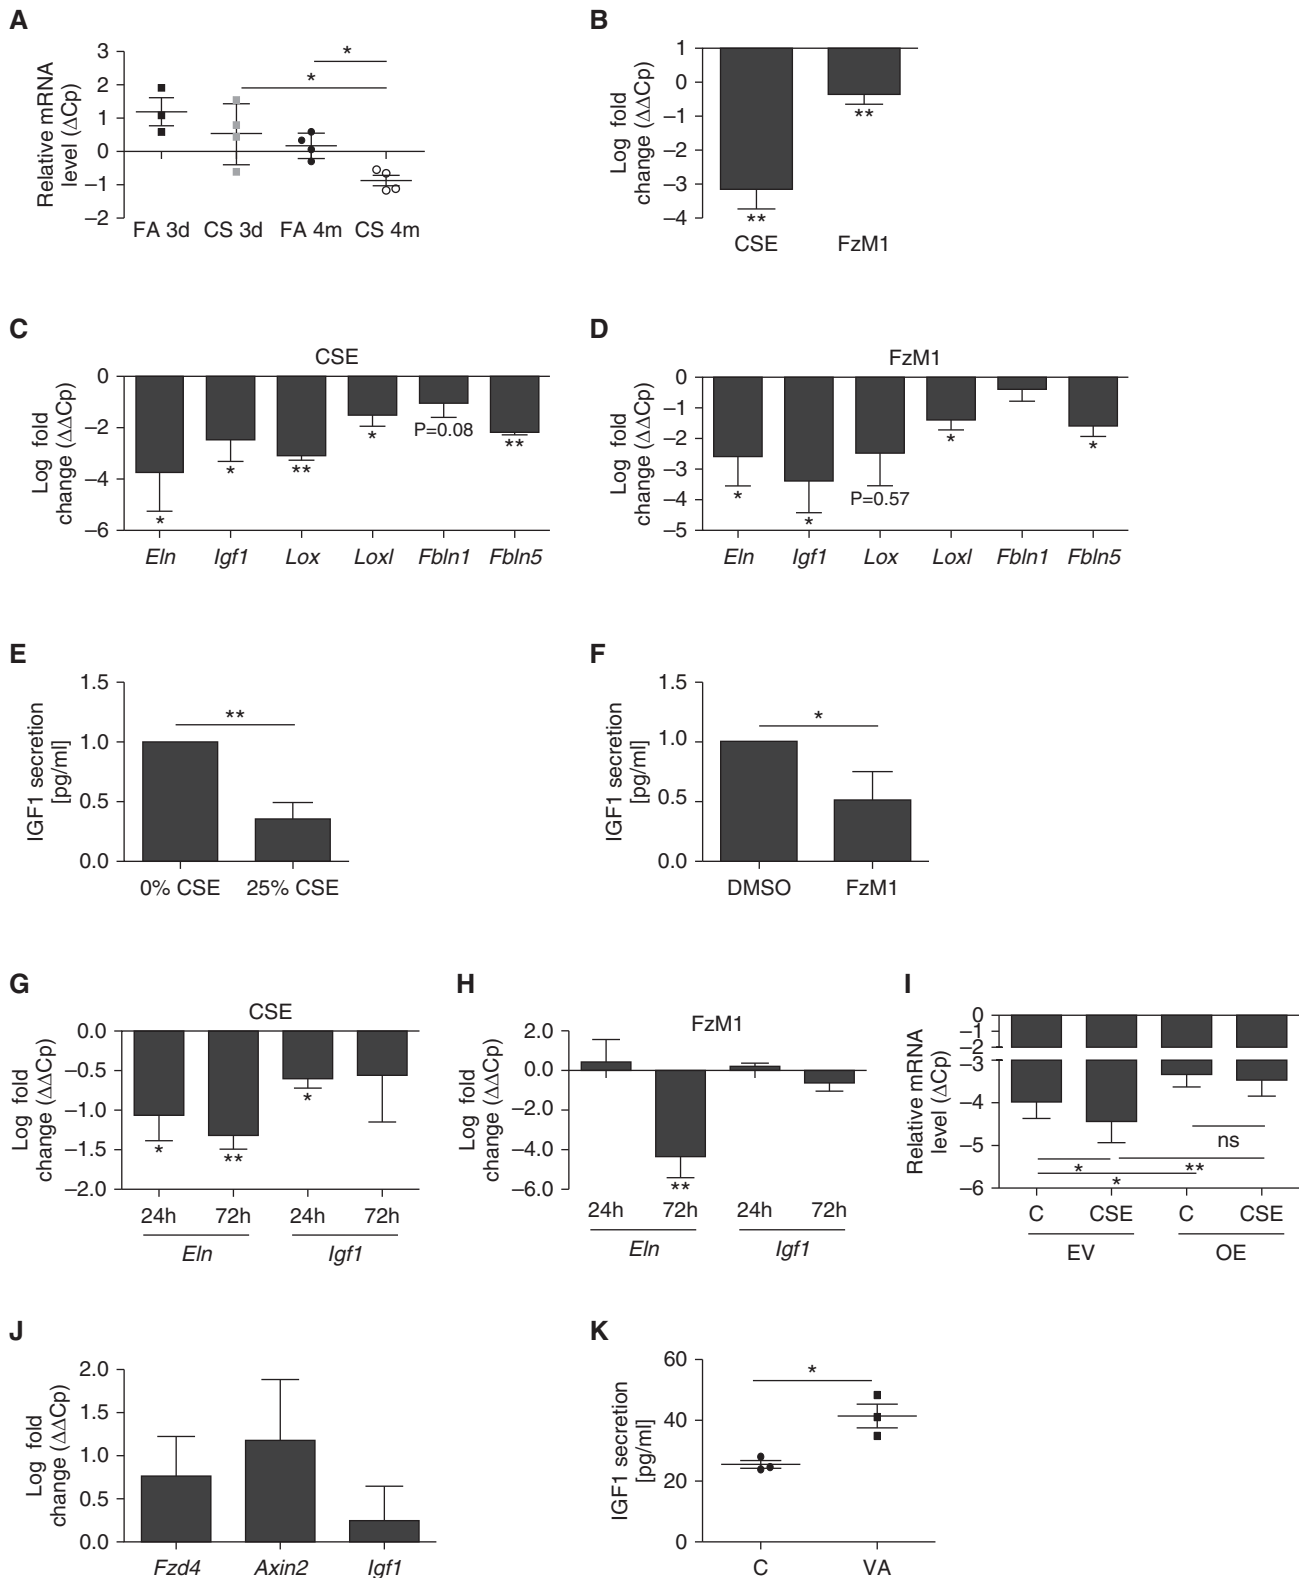 A
Relative mRNA
level (ΔCp)
3
2
1
0
–1
–2
*
*
FA 3d CS 3d FA 4m CS 4m
B
Log fold
change (ΔΔCp)
1
0
–1
–2
–3
–4
**
**
CSE FzM1
C
CSE
Log fold
change (ΔΔCp)
0
–2
–4
–6
*
*
**
*
P=0.08
**
Eln Igf1 Lox Loxl Fbln1 Fbln5
D
FzM1
Log fold
change (ΔΔCp)
0
–1
–2
–3
–4
–5
*
*
P=0.57
*
*
Eln Igf1 Lox Loxl Fbln1 Fbln5
E
IGF1 secretion
[pg/ml]
1.5
1.0
0.5
0.0
**
0% CSE 25% CSE
F
IGF1 secretion
[pg/ml]
1.5
1.0
0.5
0.0
*
DMSO FzM1
G
CSE
Log fold
change (ΔΔCp)
0.0
–0.5
–1.0
–1.5
–2.0
*
**
*
24h 72h 24h 72h
Eln Igf1
H
FzM1
Log fold
change (ΔΔCp)
2.0
0.0
–2.0
–4.0
–6.0
**
24h 72h 24h 72h
Eln Igf1
I
Relative mRNA
level (ΔCp)
0
–1
–2
–3
–4
–5
–6
ns
*
**
*
C CSE C CSE
EV OE
J
Log fold
change (ΔΔCp)
2.0
1.5
1.0
0.5
0.0
Fzd4 Axin2 Igf1
K
IGF1 secretion
[pg/ml]
60
40
20
0
*
C VA